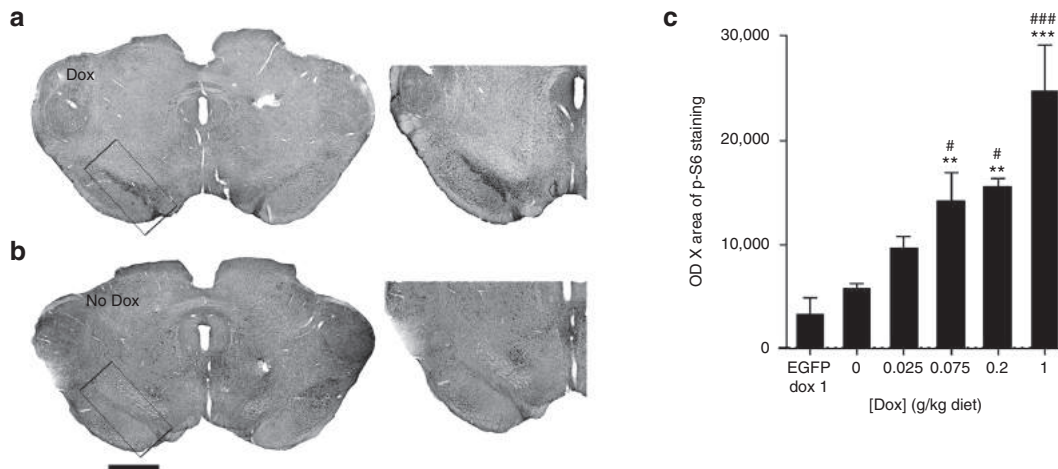 a
Dox
b
No Dox
c
OD X area of p-S6 staining
30,000
20,000
10,000
0
#
**
#
**
###
***
EGFP dox 1
0
0.025
0.075
0.2
1
[Dox] (g/kg diet)